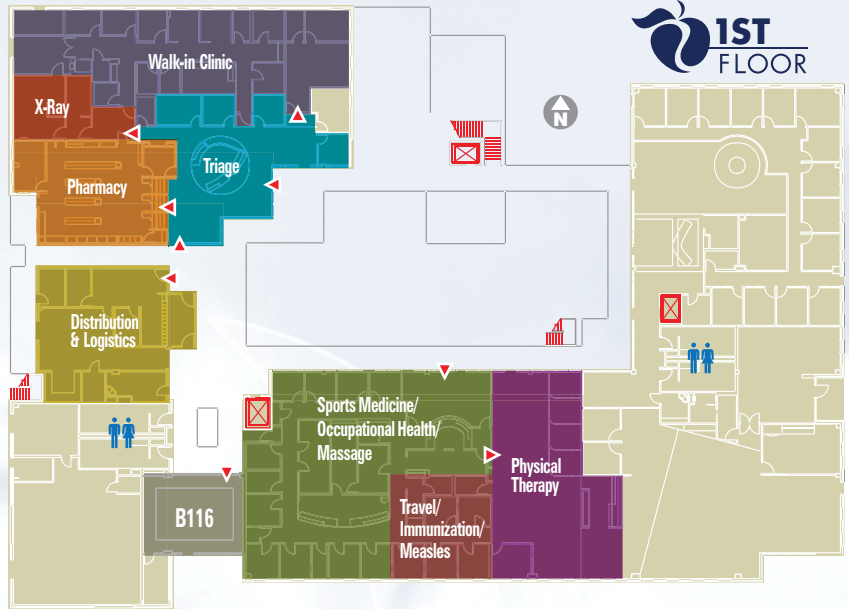 1ST
FLOOR
Walk-in Clinic
X-Ray
N
Triage
Pharmacy
Distribution
& Logistics
Sports Medicine/
Occupational Health/
Massage
Physical
Therapy
Travel/
Immunization/
Measles
B116